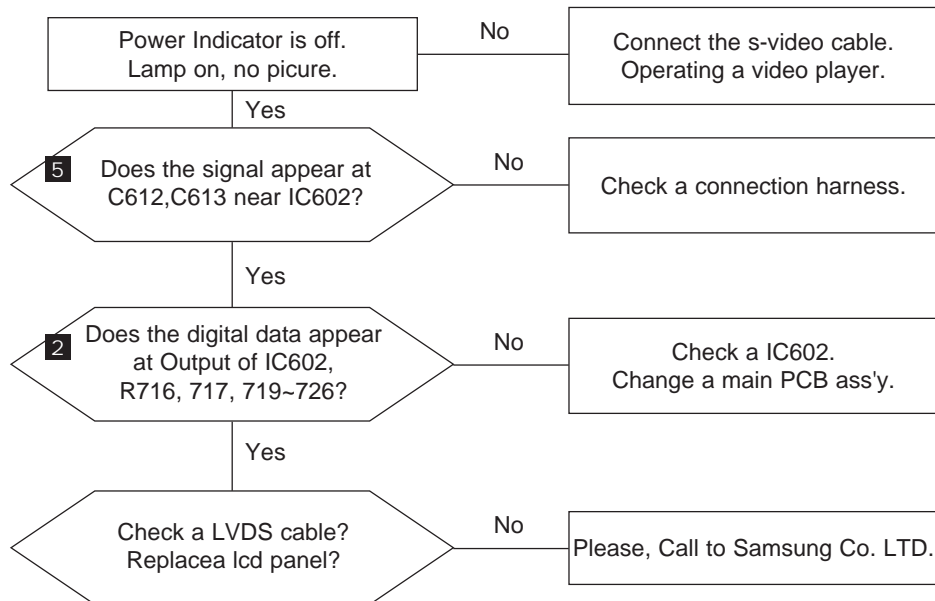 Power Indicator is off.
Lamp on, no picure.
No
Connect the s-video cable.
Operating a video player.
Yes
5
Does the signal appear at
C612,C613 near IC602?
No
Check a connection harness.
Yes
2
Does the digital data appear
at Output of IC602,
R716, 717, 719~726?
No
Check a IC602.
Change a main PCB ass'y.
Yes
Check a LVDS cable?
Replacea lcd panel?
No
Please, Call to Samsung Co. LTD.